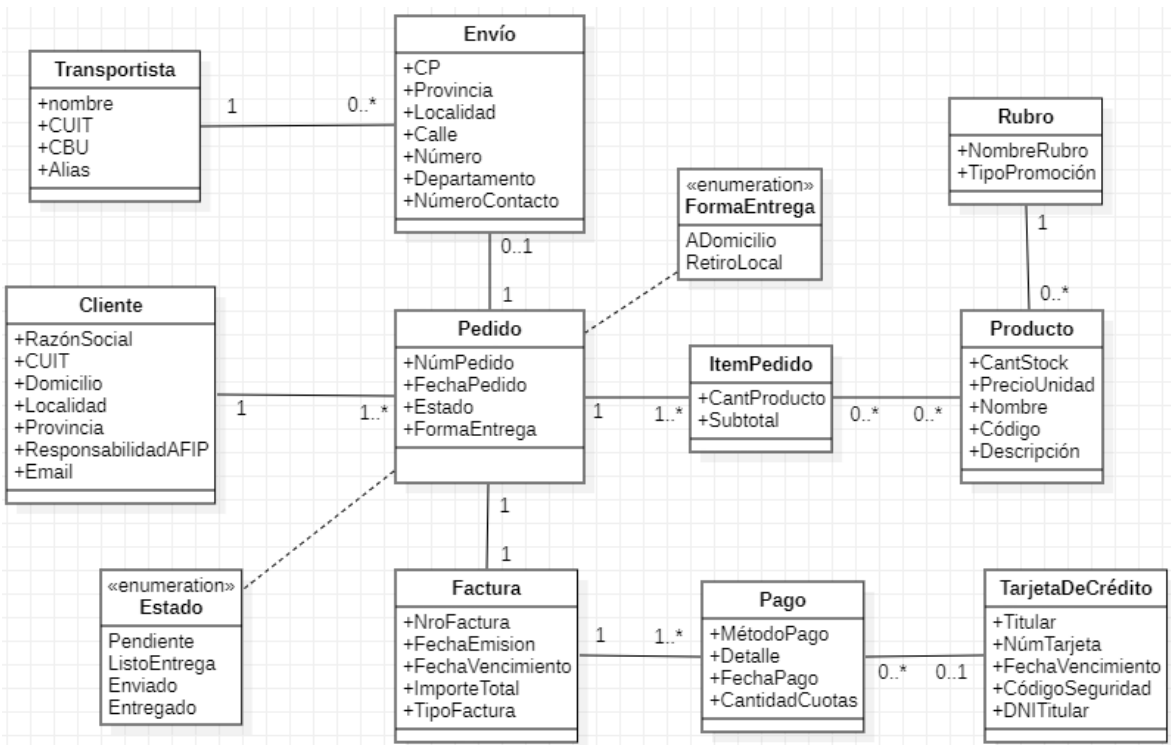 Envío
+CP
+Provincia
+Localidad
+Calle
+Número
+Departamento
+NúmeroContacto
Transportista
+nombre
+CUIT
+CBU
+Alias
1
0..*
Rubro
+NombreRubro
+TipoPromoción
«enumeration»
FormaEntrega
ADomicilio
RetiroLocal
0..1
1
1
0..*
Cliente
+RazónSocial
+CUIT
+Domicilio
+Localidad
+Provincia
+ResponsabilidadAFIP
+Email
1
1..*
Pedido
+NúmPedido
+FechaPedido
+Estado
+FormaEntrega
1
1..*
ItemPedido
+CantProducto
+Subtotal
0..*
0..*
Producto
+CantStock
+PrecioUnidad
+Nombre
+Código
+Descripción
1
1
«enumeration»
Estado
Pendiente
ListoEntrega
Enviado
Entregado
Factura
+NroFactura
+FechaEmision
+FechaVencimiento
+ImporteTotal
+TipoFactura
1
1..*
Pago
+MétodoPago
+Detalle
+FechaPago
+CantidadCuotas
0..*
0..1
TarjetaDeCrédito
+Titular
+NúmTarjeta
+FechaVencimiento
+CódigoSeguridad
+DNITitular